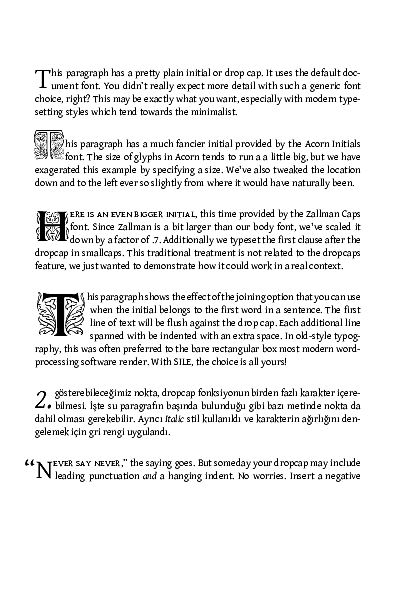 This paragraph has a pretty plain initial or drop cap. It uses the default doc-
ument font. You didn't really expect more detail with such a generic font
choice, right? This may be exactly what you want, especially with modern type-
setting styles which tend towards the minimalist.
This paragraph has a much fancier initial provided by the Acorn Initials
font. The size of glyphs in Acorn tends to run a a little big, but we have
exagerated this example by specifying a size. We've also tweaked the location
down and to the left ever so slightly from where it would have naturally been.
HERE IS AN EVEN BIGGER INITIAL, this time provided by the Zallman Caps
font. Since Zallman is a bit larger than our body font, we've scaled it
down by a factor of .7. Additionally we typeset the first clause after the
dropcap in smallcaps. This traditional treatment is not related to the dropcaps
feature, we just wanted to demonstrate how it could work in a real context.
This paragraph shows the effect of the joining option that you can use
when the initial belongs to the first word in a sentence. The first
line of text will be flush against the drop cap. Each additional line
spanned with be indented with an extra space. In old-style typog-
raphy, this was often preferred to the bare rectangular box most modern word-
processing software render. With SILE, the choice is all yours!
2. gösterebileceğimiz nokta, dropcap fonksiyonun birden fazlı karakter içere-
bilmesi. İşte su paragrafın başında bulunduğu gibi bazı metinde nokta da
dahil olması gerekebilir. Ayrıcı italic stil kullanıldı ve karakterin ağırlığını den-
gelemek için gri rengi uygulandı.
“NEVER SAY NEVER,” the saying goes. But someday your dropcap may include
leading punctuation and a hanging indent. No worries. Insert a negative